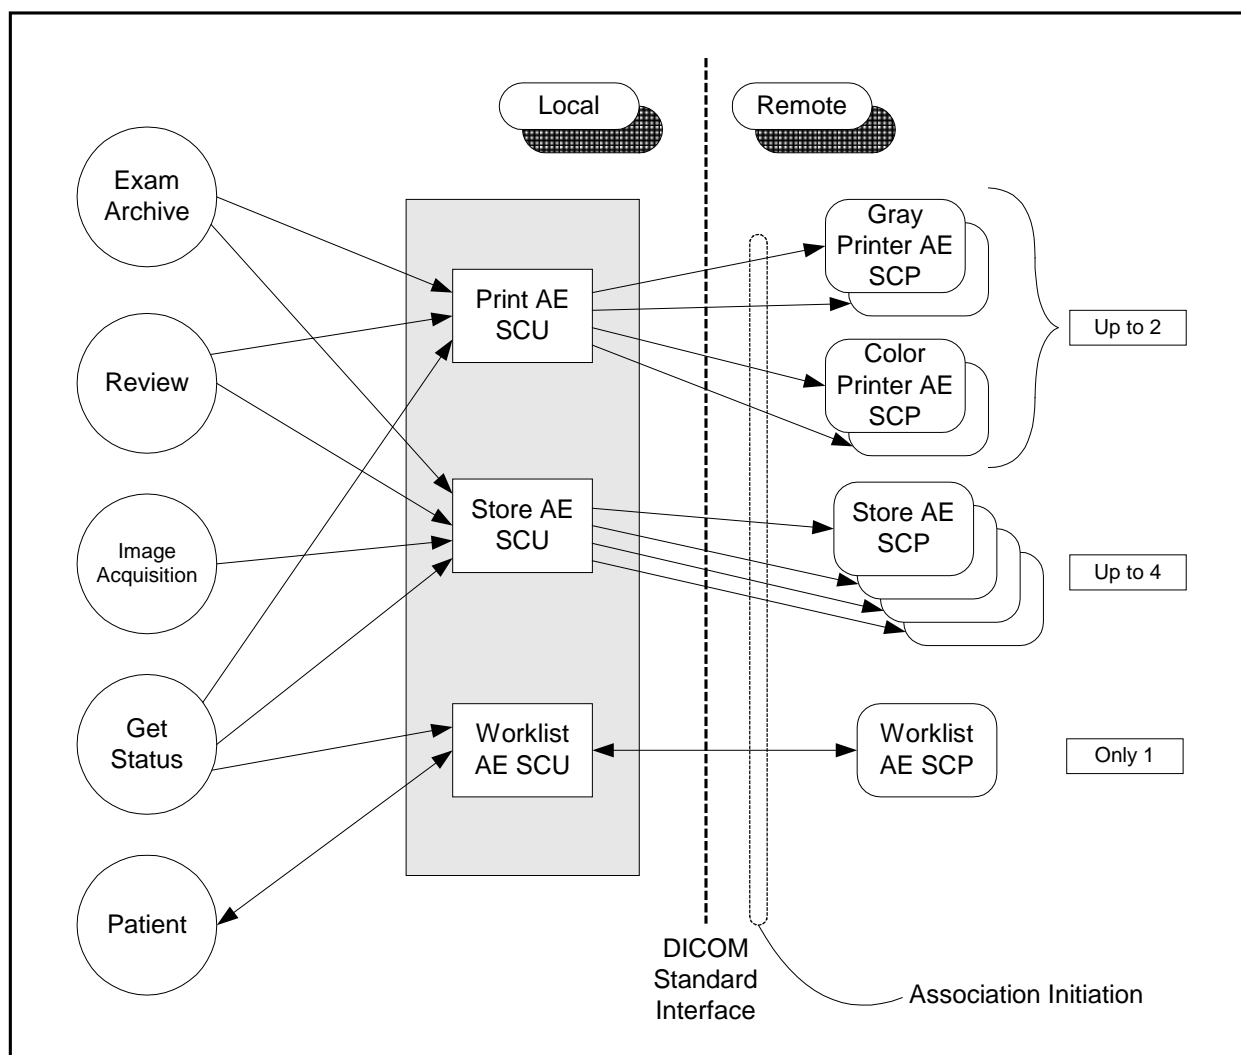 Local
Remote
Exam
Archive
Review
Image
Acquisition
Get
Status
Patient
Print AE
SCU
Store AE
SCU
Worklist
AE SCU
Gray
Printer AE
SCP
Color
Printer AE
SCP
Store AE
SCP
Worklist
AE SCP
Up to 2
Up to 4
Only 1
DICOM
Standard
Interface
Association Initiation